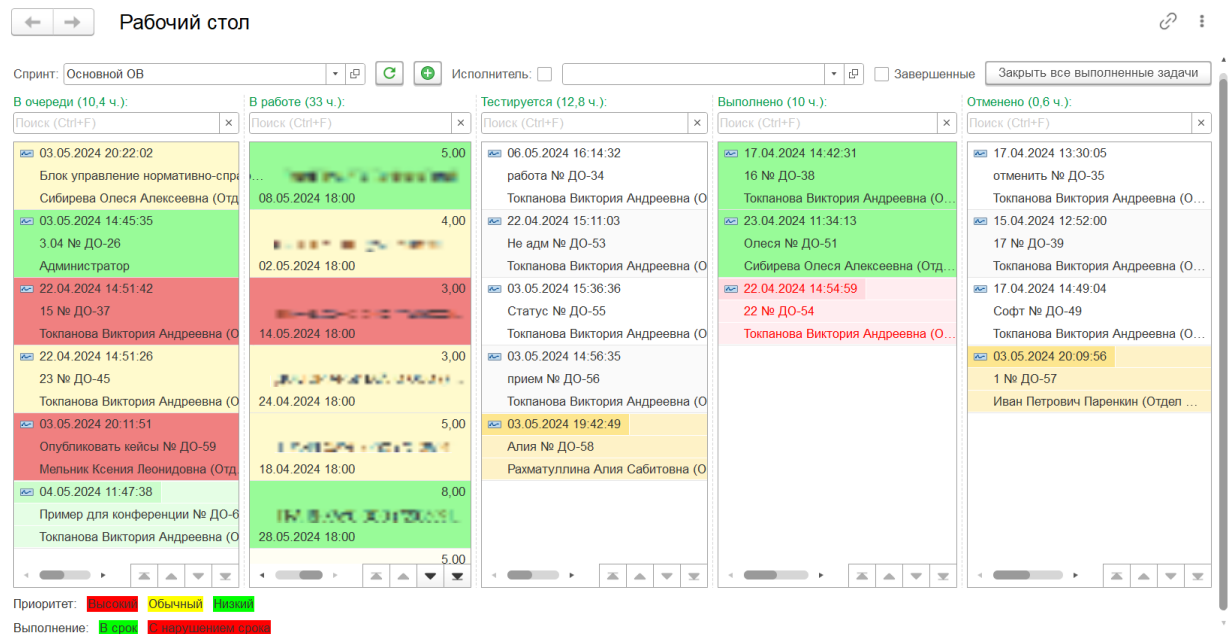 Рабочий стол
Спринт: Основной ОВ Исполнитель: Завершенные Закрыть все выполненные задачи
В очереди (10,4 ч.):
Поиск (Ctrl+F)
03.05.2024 20:22:02
Блок управление нормативно-спра
Сибирева Олеся Алексеевна (Отд
03.05.2024 14:45:35
3.04 № ДО-26
Администратор
22.04.2024 14:51:42
15 № ДО-37
Токпанова Виктория Андреевна (О
22.04.2024 14:51:26
23 № ДО-45
Токпанова Виктория Андреевна (О
03.05.2024 20:11:51
Опубликовать кейсы № ДО-59
Мельник Ксения Леонидовна (Отд
04.05.2024 11:47:38
Пример для конференции № ДО-6
Токпанова Виктория Андреевна (О
В работе (33 ч.):
Поиск (Ctrl+F)
5,00
...
08.05.2024 18:00
4,00
02.05.2024 18:00
3,00
14.05.2024 18:00
3,00
24.04.2024 18:00
5,00
18.04.2024 18:00
8,00
28.05.2024 18:00
5,00
Тестируется (12,8 ч.):
Поиск (Ctrl+F)
06.05.2024 16:14:32
работа № ДО-34
Токпанова Виктория Андреевна (О
22.04.2024 15:11:03
Не адм № ДО-53
Токпанова Виктория Андреевна (О
03.05.2024 15:36:36
Статус № ДО-55
Токпанова Виктория Андреевна (О
03.05.2024 14:56:35
прием № ДО-56
Токпанова Виктория Андреевна (О
03.05.2024 19:42:49
Алия № ДО-58
Рахматуллина Алия Сабитовна (О
Выполнено (10 ч.):
Поиск (Ctrl+F)
17.04.2024 14:42:31
16 № ДО-38
Токпанова Виктория Андреевна (О...
23.04.2024 11:34:13
Олеся № ДО-51
Сибирева Олеся Алексеевна (Отд...
22.04.2024 14:54:59
22 № ДО-54
Токпанова Виктория Андреевна (О...
Отменено (0,6 ч.):
Поиск (Ctrl+F)
17.04.2024 13:30:05
отменить № ДО-35
Токпанова Виктория Андреевна (О...
15.04.2024 12:52:00
17 № ДО-39
Токпанова Виктория Андреевна (О...
17.04.2024 14:49:04
Софт № ДО-49
Токпанова Виктория Андреевна (О...
03.05.2024 20:09:56
1 № ДО-57
Иван Петрович Паренкин (Отдел ...
Приоритет: Высокий Обычный Низкий
Выполнение: В срок С нарушением срока